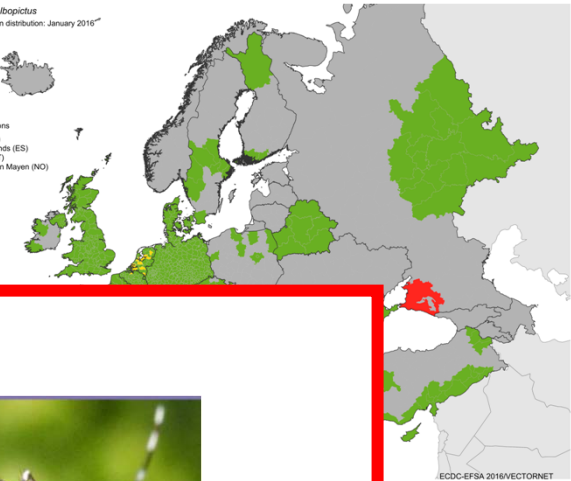 lbopictus
n distribution: January 2016
ons
nds (ES)
T)
n Mayen (NO)
ECDC-EFSA 2016/VECTORNET